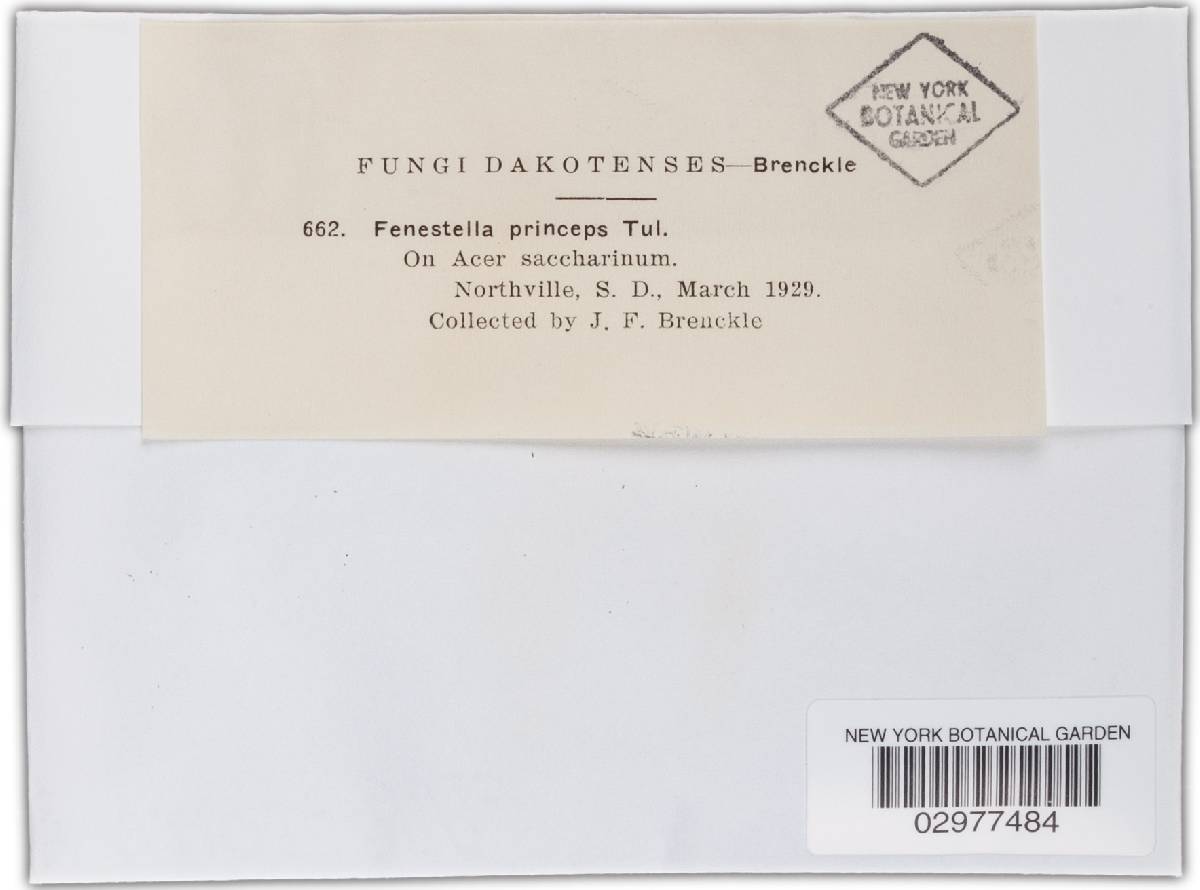 NEW YORK
BOTANICAL
GARDEN
FUNGI DAKOTENSES—Brenckle
662. Fenestella princeps Tul.
On Acer saccharinum.
Northville, S. D., March 1929.
Collected by J. F. Brenckle
NEW YORK BOTANICAL GARDEN
02977484